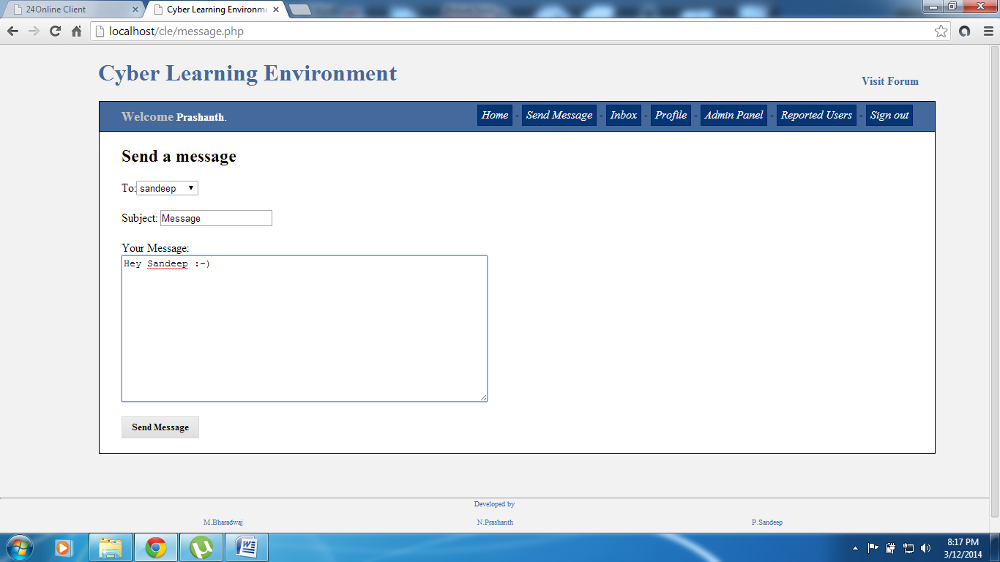 24Online Client
Cyber Learning Environme
localhost/cle/message.php
Cyber Learning Environment
Visit Forum
Welcome Prashanth.
Home - Send Message - Inbox - Profile - Admin Panel - Reported Users - Sign out
Send a message
To: sandeep
Subject: Message
Your Message:
Hey Sandeep :-)
Send Message
Developed by
M.Bharadwaj N.Prashanth P.Sandeep
8:17 PM
3/12/2014